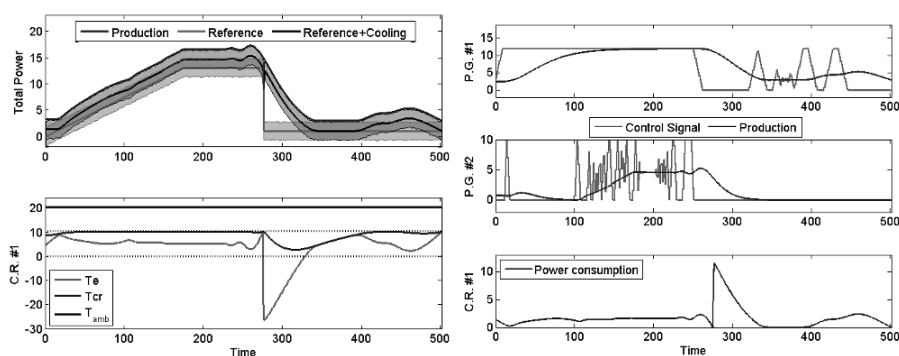 Production Reference Reference+Cooling
Total Power
20
15
10
5
0
0 100 200 300 400 500
C.R. #1
20
10
0
-10
-20
-30
Te
Tcr
Tamb
0 100 200 300 400 500
Time
P.G. #1
15
10
5
0
0 100 200 300 400 500
Control Signal Production
P.G. #2
10
5
0
0 100 200 300 400 500
C.R. #1
10
5
0
Power consumption
0 100 200 300 400 500
Time